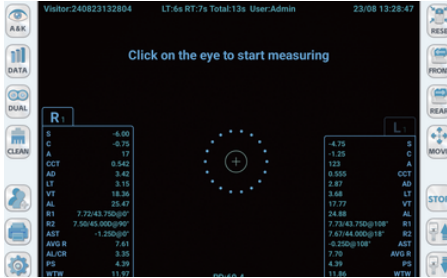 Visitor:240823132804 LT:6s RT:7s Total:13s User:Admin 23/08 13:28:47
Click on the eye to start measuring
A&K
DATA
DUAL
CLEAN
R1
S -6.00
C -0.75
A 17
CCT 0.542
AD 3.42
LT 3.15
VT 18.36
AL 25.47
R1 7.72/43.75D@0°
R2 7.50/45.00D@90°
AST -1.25D@0°
AVG R 7.61
AL/CR 3.35
PS 4.39
WTW 11.97
L1
-4.75 S
-1.25 C
123 A
0.555 CCT
2.87 AD
3.68 LT
17.77 VT
24.88 AL
7.73/43.75D@108° R1
7.67/44.00D@18° R2
-0.25D@108° AST
7.70 AVG R
PS
4.39
11.86 WTW
RESE
FRON
REAR
MOVE
STOP